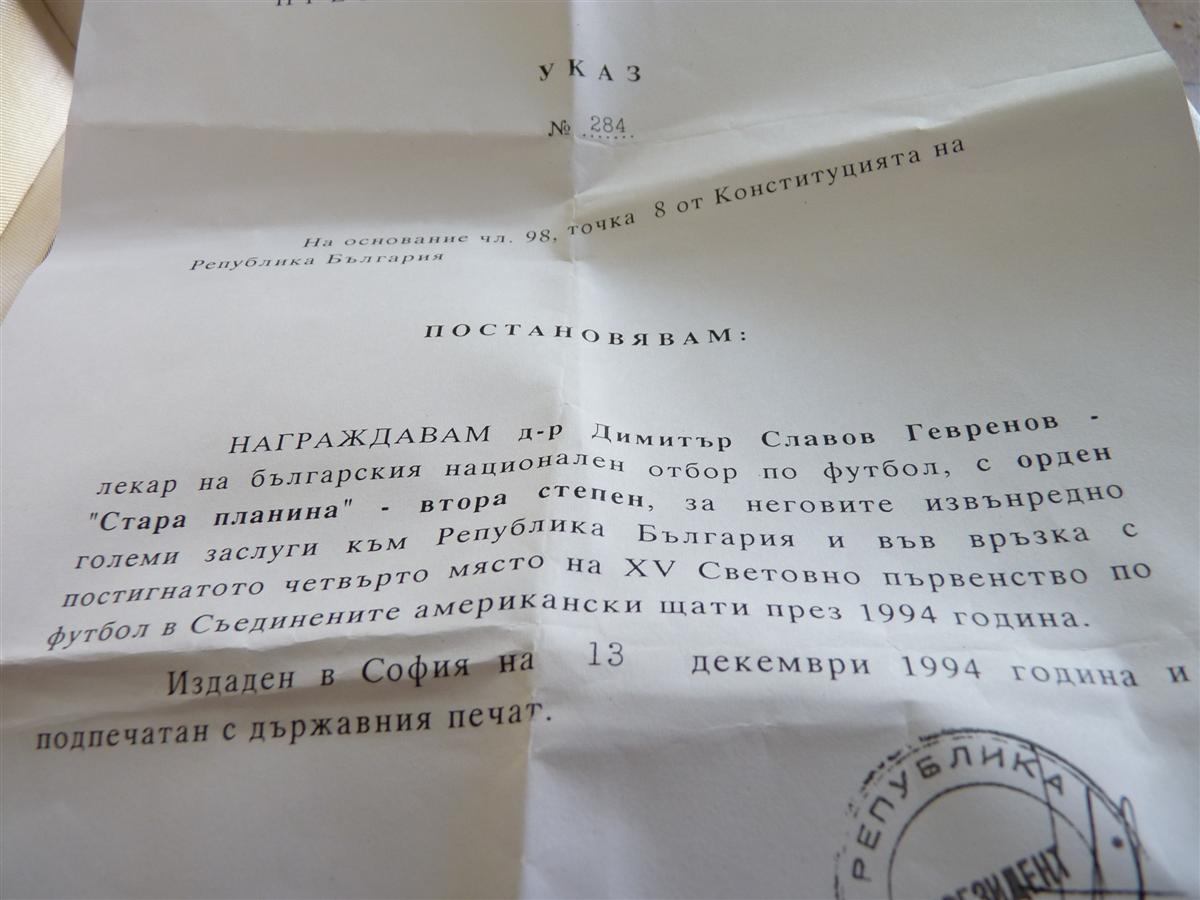 УКАЗ
№ 284
На основание чл. 98, точка 8 от Конституцията на
Република България
ПОСТАНОВЯВАМ:
НАГРАЖДАВАМ д-р Димитър Славов Гевренов -
лекар на българския национален отбор по футбол, с орден
"Стара планина" - втора степен, за неговите извънредно
големи заслуги към Република България и във връзка с
постигнатото четвърто място на XV Световно първенство по
футбол в Съединените американски щати през 1994 година.
Издаден в София на 13 декември 1994 година и
подпечатан с държавния печат.
РЕПУБЛИКА